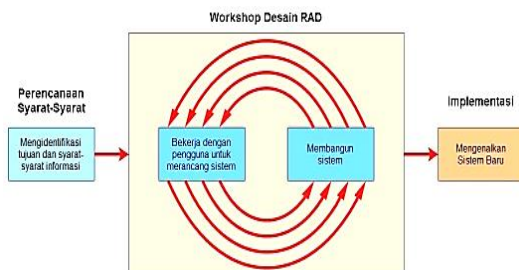 Workshop Desain RAD
Perencanaan
Syarat-Syarat
Mengidentifikasi
tujuan dan syarat-
syarat informasi
Bekerja dengan
pengguna untuk
merancang sistem
Membangun
sistem
Implementasi
Mengenalkan
Sistem Baru